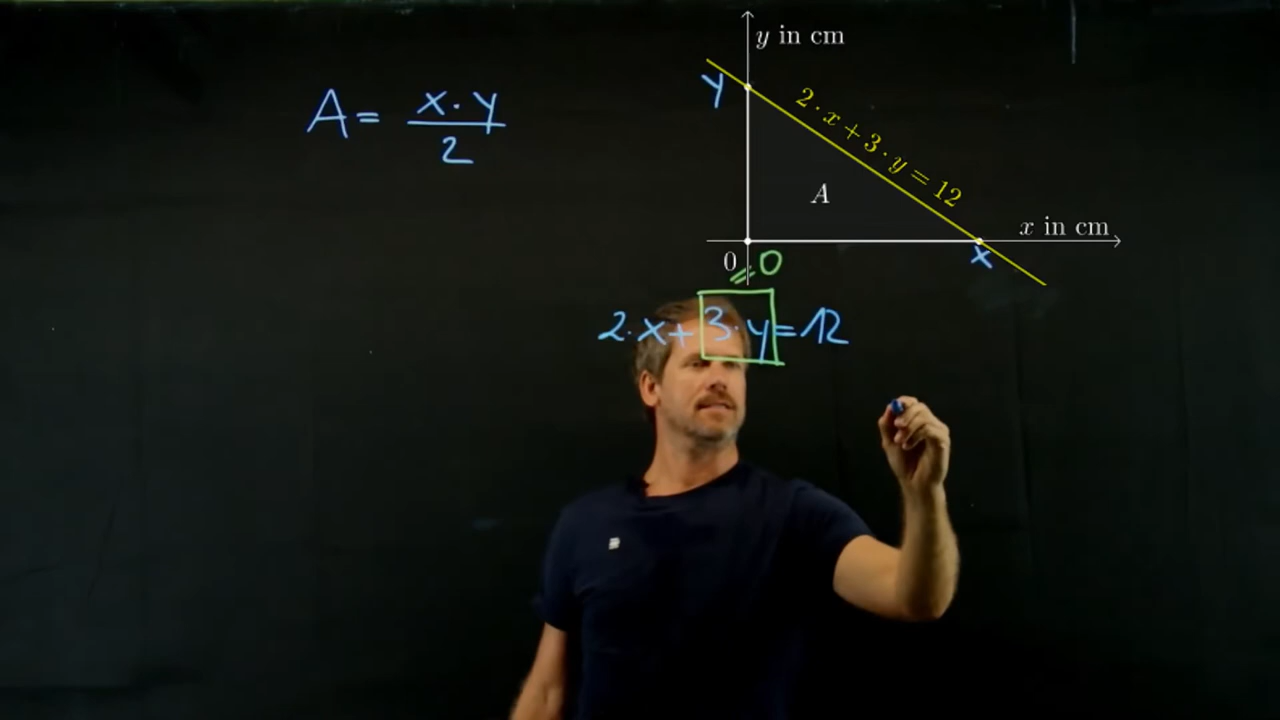 y in cm
A = x · y / 2
y
2 · x + 3 · y = 12
A
x in cm
0
x
= 0
2 · x + 3 · y = 12